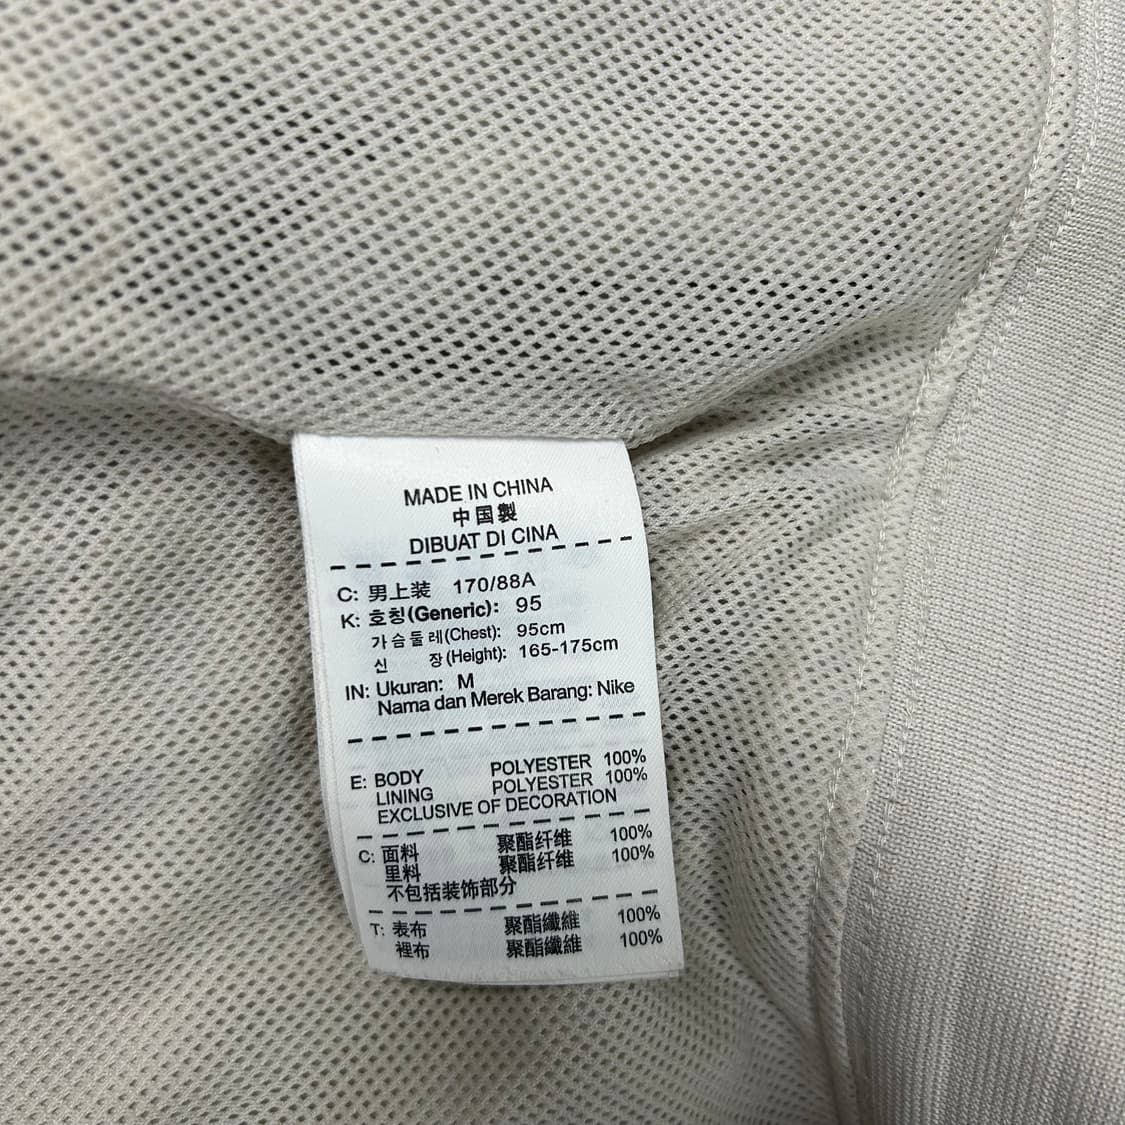 MADE IN CHINA
中国製
DIBUAT DI CINA
C: 男上装 170/88A
K: 호칭(Generic): 95
가슴둘레(Chest): 95cm
신 장(Height): 165-175cm
IN: Ukuran: M
Nama dan Merek Barang: Nike
E: BODY POLYESTER 100%
LINING POLYESTER 100%
EXCLUSIVE OF DECORATION
C: 面料 聚酯纤维 100%
里料 聚酯纤维 100%
不包括装饰部分
T: 表布 聚酯纖維 100%
裡布 聚酯纖維 100%